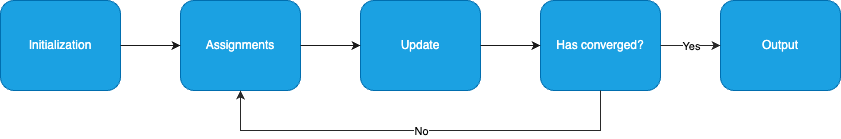 Initialization
Assignments
Update
Has converged?
Yes
Output
No